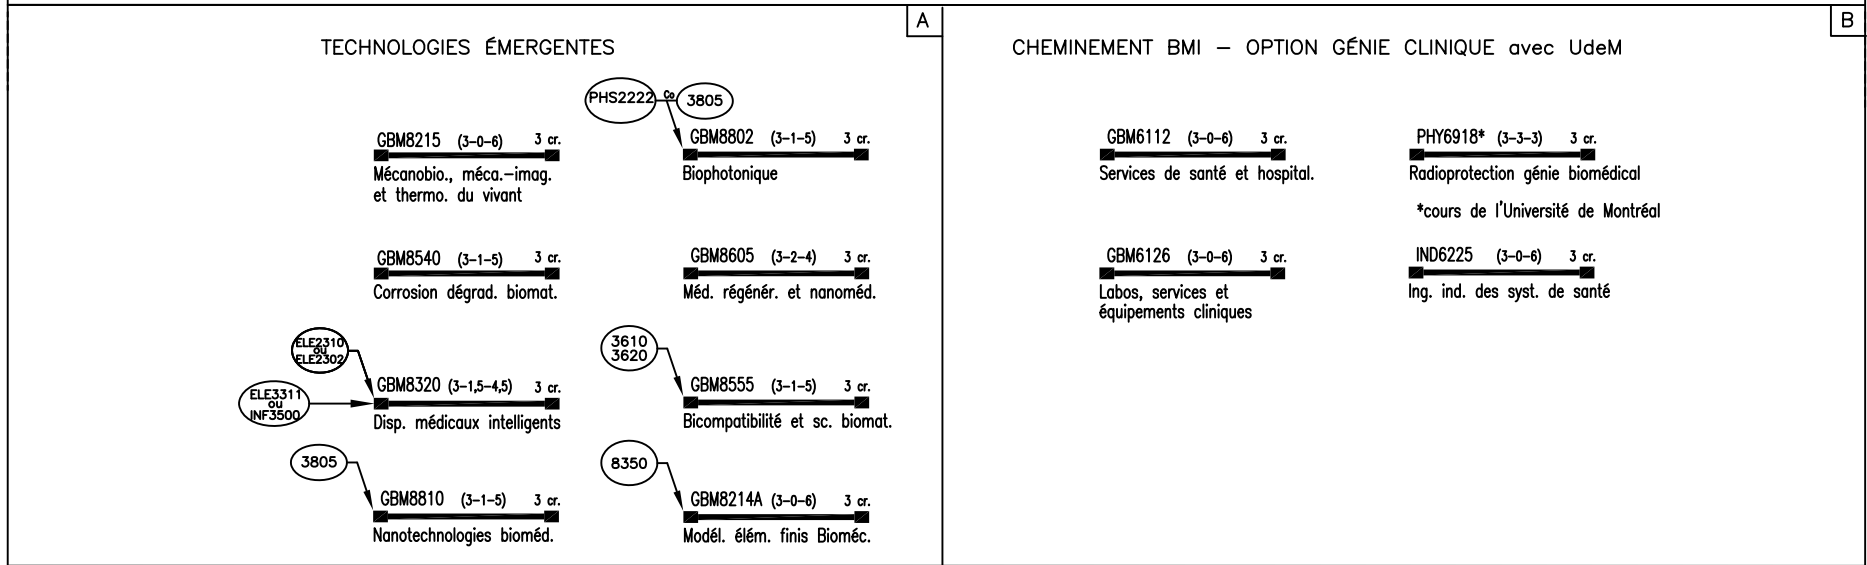 A
TECHNOLOGIES ÉMERGENTES
PHS2222 co 3805
GBM8215 (3-0-6) 3 cr.
Mécanobio., méca.-imag.
et thermo. du vivant
GBM8802 (3-1-5) 3 cr.
Biophotonique
GBM8540 (3-1-5) 3 cr.
Corrosion dégrad. biomat.
GBM8605 (3-2-4) 3 cr.
Méd. régénér. et nanoméd.
ELE2310
ou
ELE2302
ELE3311
ou
INF3500
GBM8320 (3-1,5-4,5) 3 cr.
Disp. médicaux intelligents
3610
3620
GBM8555 (3-1-5) 3 cr.
Bicompatibilité et sc. biomat.
3805
GBM8810 (3-1-5) 3 cr.
Nanotechnologies bioméd.
8350
GBM8214A (3-0-6) 3 cr.
Modél. élém. finis Bioméc.
B
CHEMINEMENT BMI – OPTION GÉNIE CLINIQUE avec UdeM
GBM6112 (3-0-6) 3 cr.
Services de santé et hospital.
PHY6918* (3-3-3) 3 cr.
Radioprotection génie biomédical
*cours de l'Université de Montréal
GBM6126 (3-0-6) 3 cr.
Labos, services et
équipements cliniques
IND6225 (3-0-6) 3 cr.
Ing. ind. des syst. de santé